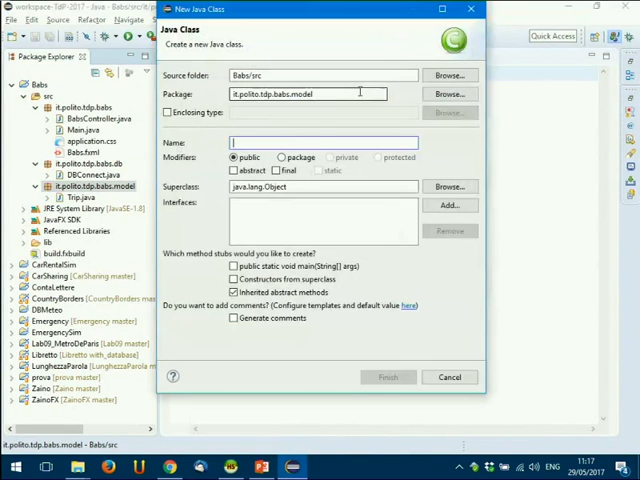 workspace-TdP-2017 - Java - Babs/src/it/p
New Java Class
File
Edit
Source
Refactor
Java Class
Create a new Java class.
Quick Access
Package Explorer
Source folder:
Babs/src
Browse...
Package:
it.polito.tdp.babs.model
Browse...
Enclosing type:
Browse...
Name:
Modifiers:
public
package
private
protected
abstract
final
static
Superclass:
java.lang.Object
Browse...
Interfaces:
Add...
Remove
Which method stubs would you like to create?
public static void main(String[] args)
Constructors from superclass
Inherited abstract methods
Do you want to add comments? (Configure templates and default value here)
Generate comments
?
Finish
Cancel
Babs
src
it.polito.tdp.babs
BabsController.java
Main.java
application.css
Babs.fxml
it.polito.tdp.babs.db
DBConnect.java
it.polito.tdp.babs.model
Trip.java
JRE System Library [JavaSE-1.8]
JavaFX SDK
Referenced Libraries
lib
build.fxbuild
CarRentalSim
CarSharing [CarSharing master]
ContaLettere
CountryBorders [CountryBorders master]
DBMeteo
Emergency [Emergency master]
EmergencySim
Lab09_MetroDeParis [Lab09 master]
Libretto [Libretto with_database]
LunghezzaParola [LunghezzaParola master]
prova [prova master]
Zaino [Zaino master]
ZainoFX [ZainoFX master]
it.polito.tdp.babs.model - Babs/src
ENG
11:17
29/05/2017